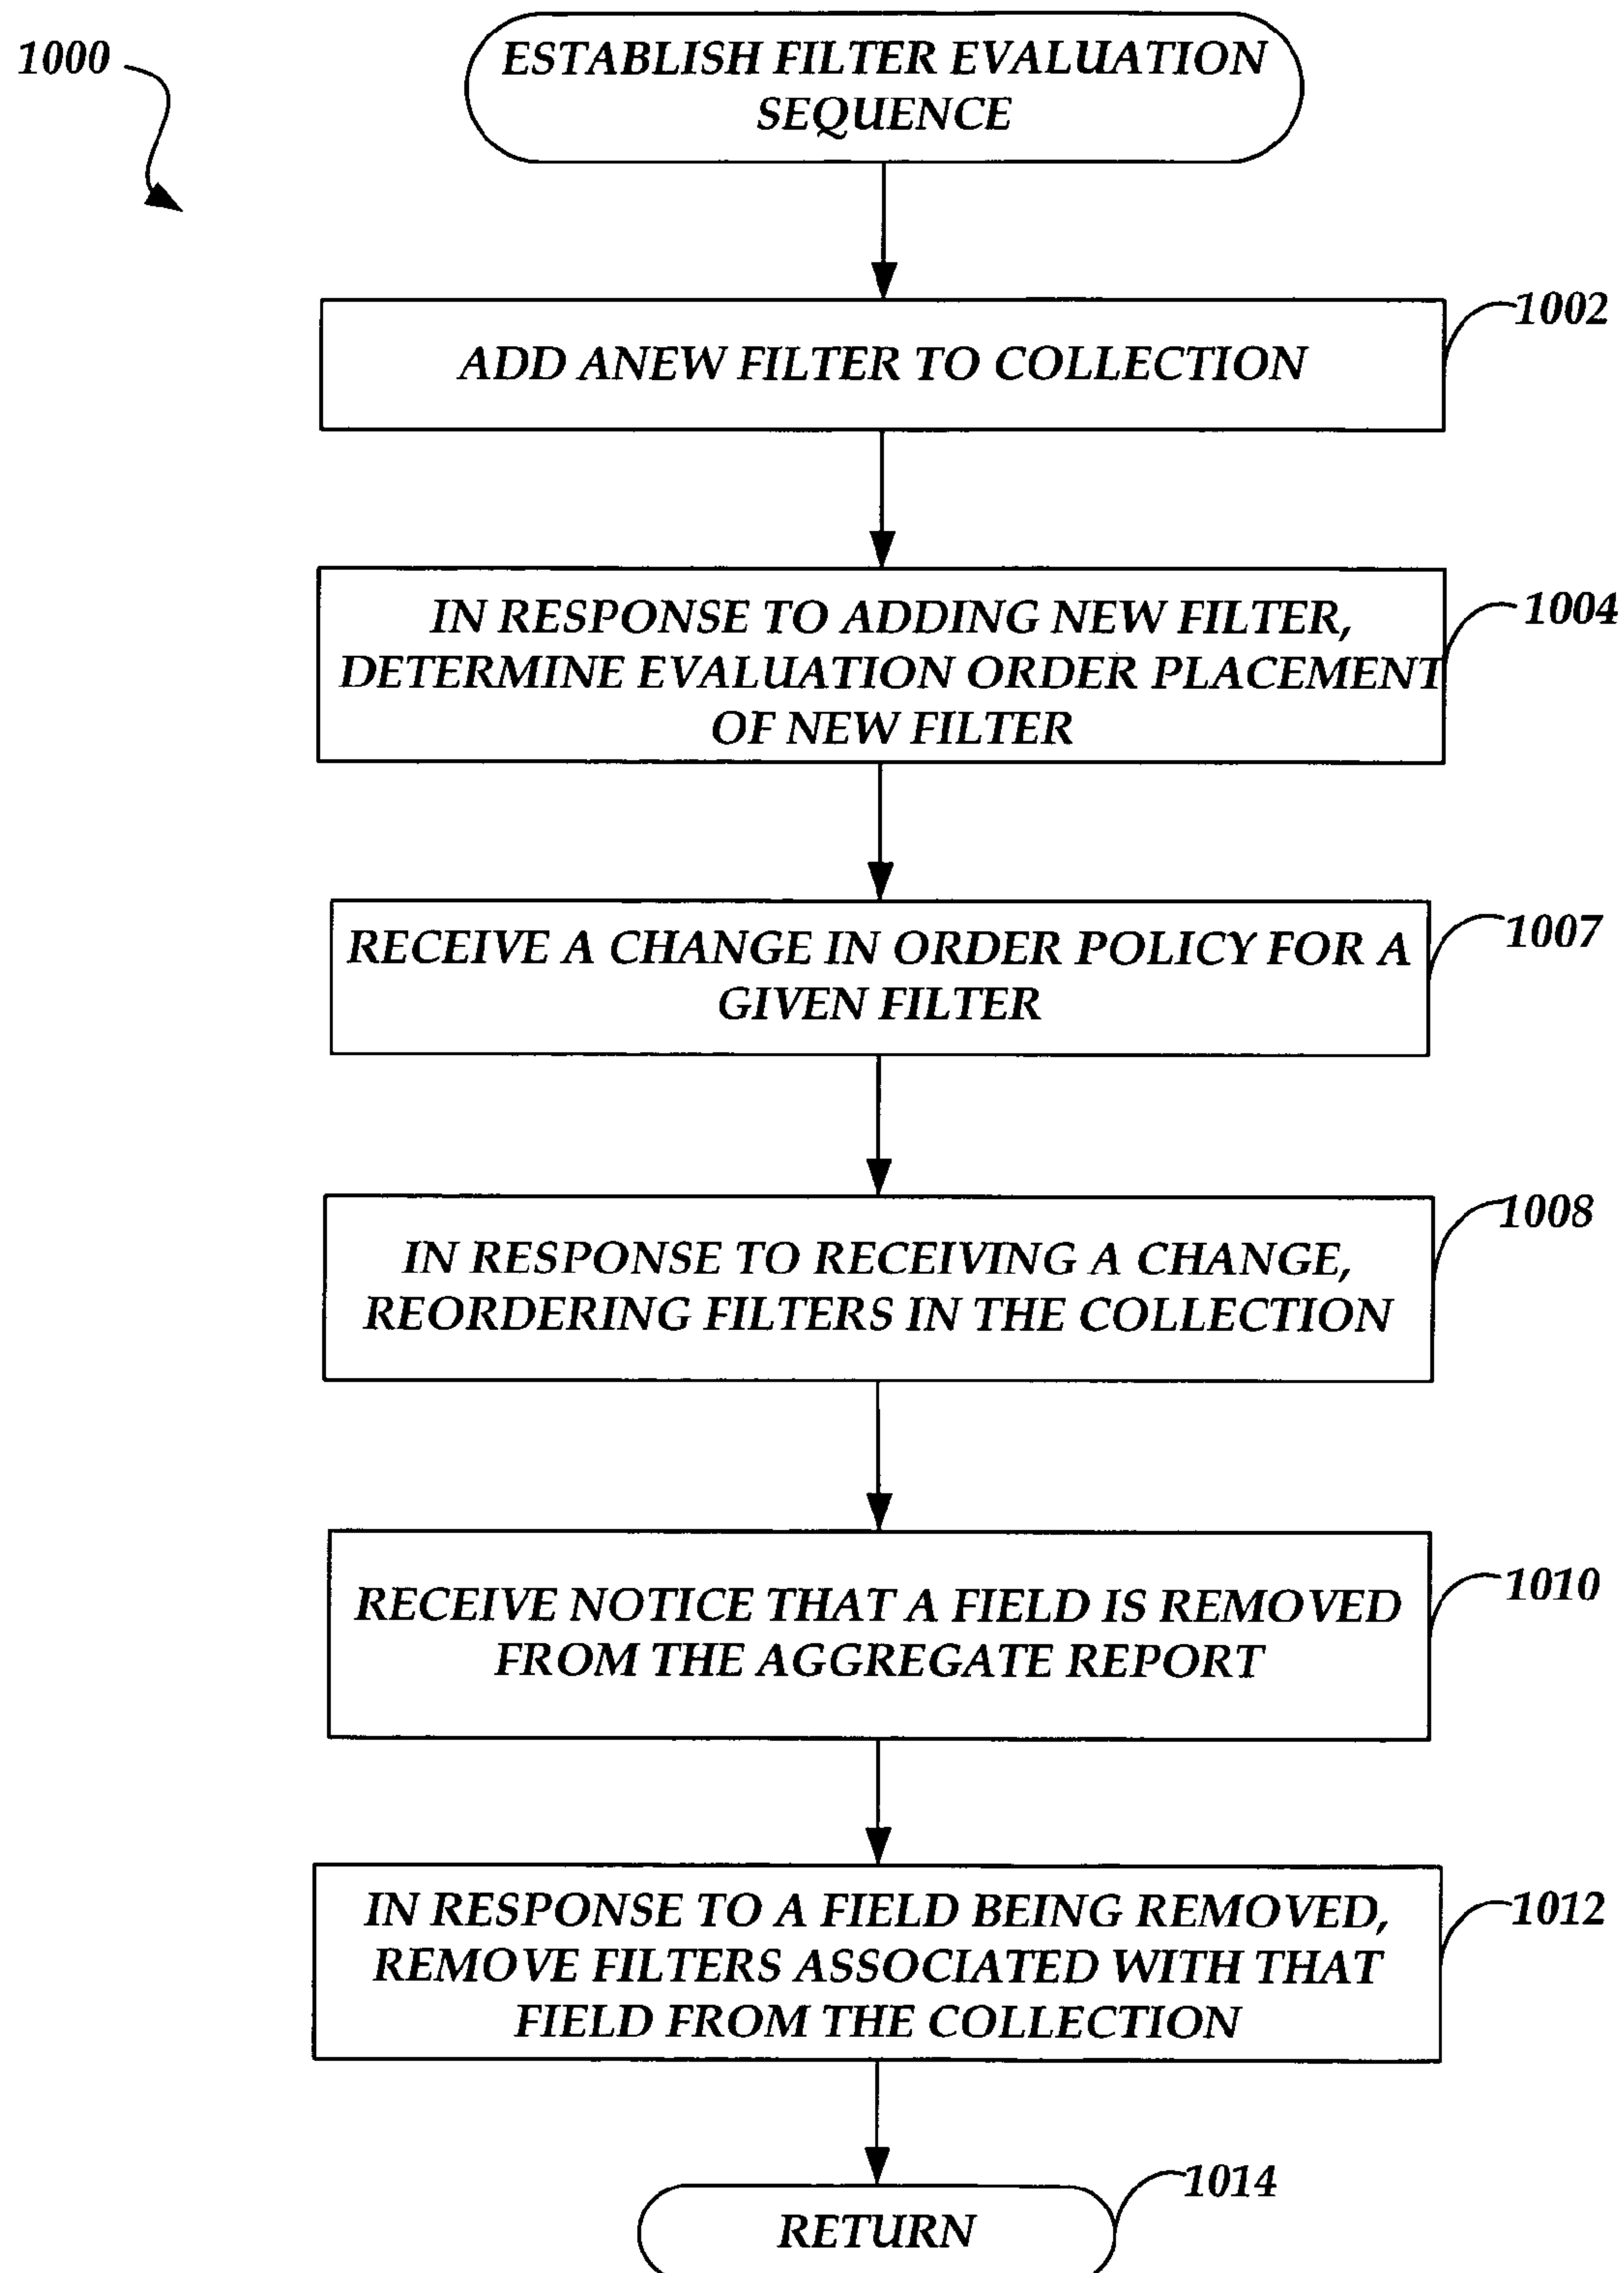 1000
ESTABLISH FILTER EVALUATION
SEQUENCE
1002
ADD ANEW FILTER TO COLLECTION
1004
IN RESPONSE TO ADDING NEW FILTER,
DETERMINE EVALUATION ORDER PLACEMENT
OF NEW FILTER
1007
RECEIVE A CHANGE IN ORDER POLICY FOR A
GIVEN FILTER
1008
IN RESPONSE TO RECEIVING A CHANGE,
REORDERING FILTERS IN THE COLLECTION
1010
RECEIVE NOTICE THAT A FIELD IS REMOVED
FROM THE AGGREGATE REPORT
1012
IN RESPONSE TO A FIELD BEING REMOVED,
REMOVE FILTERS ASSOCIATED WITH THAT
FIELD FROM THE COLLECTION
1014
RETURN